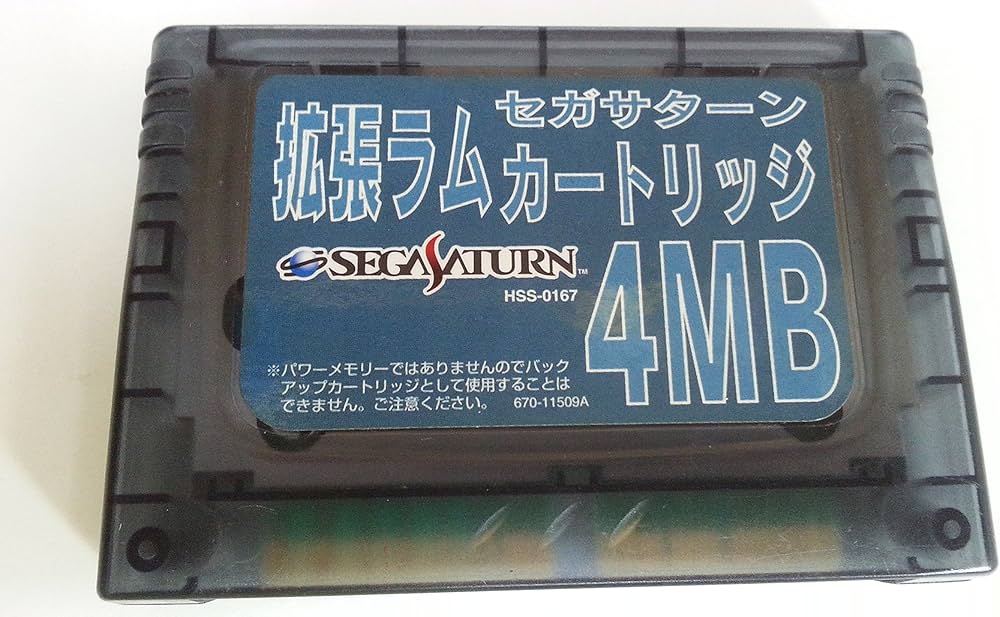 セガサターン
拡張ラムカートリッジ
SEGA SATURN™
HSS-0167
4MB
※パワーメモリーではありませんのでバック
アップカートリッジとして使用することは
できません。ご注意ください。 670-11509A